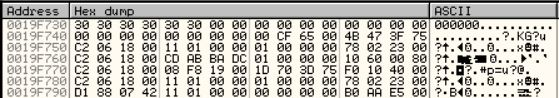 Address Hex dump ASCII
0019F730 30 30 30 30 30 30 00 00 00 00 00 00 00 00 00 00 000000..........
0019F740 00 00 00 00 00 00 00 00 00 CF 65 00 4B 47 3F 75
0019F750 C2 06 18 00 11 01 00 00 01 00 00 00 78 02 23 00
0019F760 C2 06 18 00 CD AB BA DC 01 00 00 00 10 60 00 80
0019F770 C2 06 18 00 08 F8 19 00 1D 70 3D 75 F0 10 40 00
0019F780 C2 06 18 00 11 01 00 00 01 00 00 00 78 02 23 00
0019F790 D1 88 07 42 11 01 00 00 00 00 00 00 B0 AA E5 00